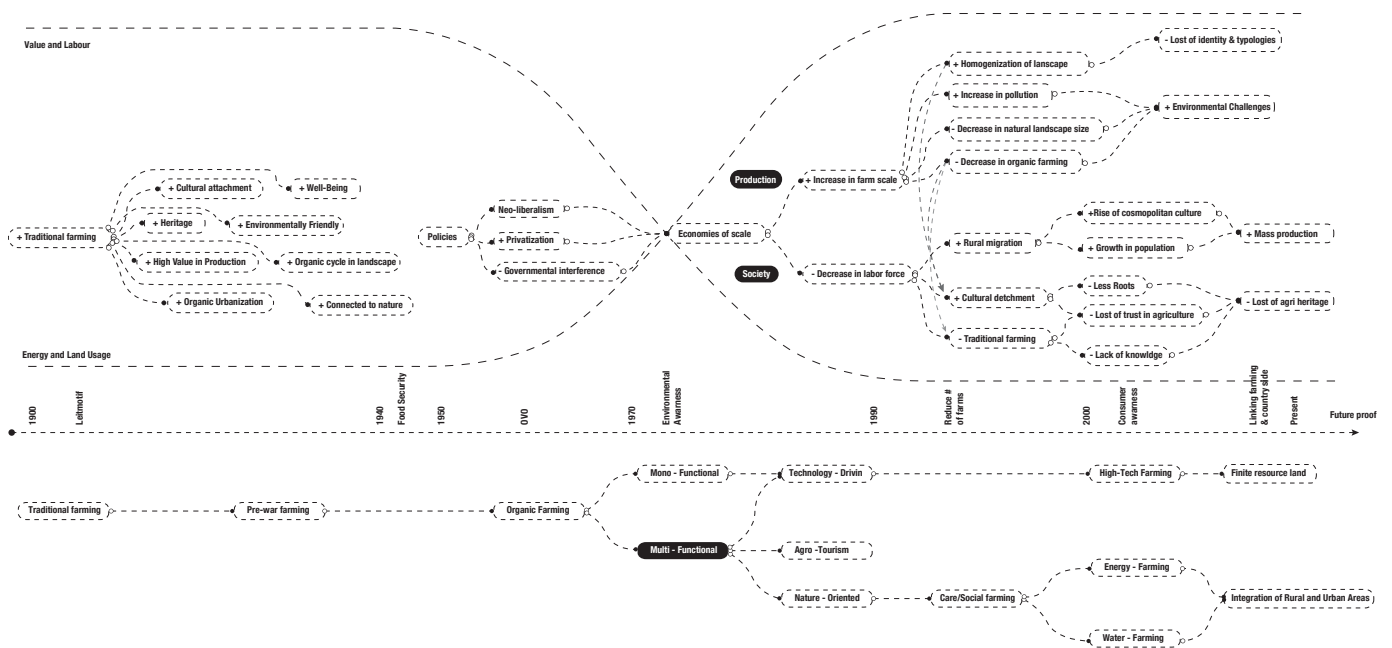 Value and Labour
+ Traditional farming
+ Cultural attachment
+ Well-Being
+ Heritage
+ Environmentally Friendly
+ High Value in Production
+ Organic cycle in landscape
+ Organic Urbanization
+ Connected to nature
Policies
Neo-liberalism
+ Privatization
- Governmental interference
Economies of scale
Production
Society
+ Increase in farm scale
- Decrease in labor force
+ Homogenization of lanscape
+ Increase in pollution
- Decrease in natural landscape size
- Decrease in organic farming
- Lost of identity & typologies
+ Environmental Challenges
+ Rural migration
+ Cultural detchment
- Traditional farming
+Rise of cosmopolitan culture
+ Growth in population
- Less Roots
- Lost of trust in agriculture
- Lack of knowldge
+ Mass production
- Lost of agri heritage
Energy and Land Usage
1900
Leitmotif
1940
Food Security
1950
OVO
1970
Environmental
Awarness
1990
Reduce #
of farms
2000
Consumer
awarness
Linking farming
& country side
Present
Future proof
Traditional farming
Pre-war farming
Organic Farming
Mono - Functional
Multi - Functional
Technology - Drivin
Agro -Tourism
Nature - Oriented
High-Tech Farming
Finite resource land
Care/Social farming
Energy - Farming
Water - Farming
Integration of Rural and Urban Areas